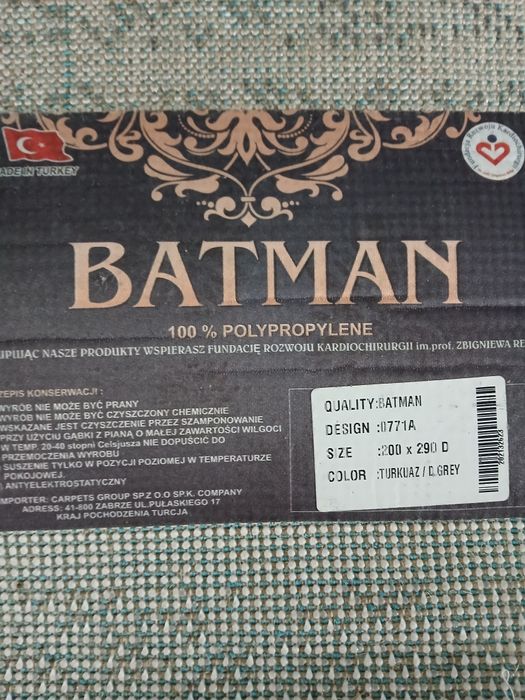 MADE IN TURKEY
Fundacja Rozwoju Kardiochirurgii
BATMAN
100 % POLYPROPYLENE
KUPUJĄC NASZE PRODUKTY WSPIERASZ FUNDACJĘ ROZWOJU KARDIOCHIRURGII im.prof. ZBIGNIEWA RE
ZEPIS KONSERWACJI :
WYRÓB NIE MOŻE BYĆ PRANY
WYRÓB NIE MOŻE BYĆ CZYSZCZONY CHEMICZNIE
WSKAZANE JEST CZYSZCZENIE PRZEZ SZAMPONOWANIE
PRZY UŻYCIU GĄBKI Z PIANĄ O MAŁEJ ZAWARTOŚCI WILGOCI
W TEMP. 20-40 stopni Celsjusza NIE DOPUŚCIĆ DO
PRZEMOCZENIA WYROBU
) SUSZENIE TYLKO W POZYCJI POZIOMEJ W TEMPERATURZE
POKOJOWEJ.
) ANTYELEKTROSTATYCZNY
IMPORTER: CARPETS GROUP SP.Z O.O SP.K. COMPANY
ADRESS: 41-800 ZABRZE UL.PUŁASKIEGO 17
KRAJ POCHODZENIA TURCJA
QUALITY:BATMAN
DESIGN :0771A
SIZE :200 x 290 D
COLOR :TURKUAZ / D.GREY